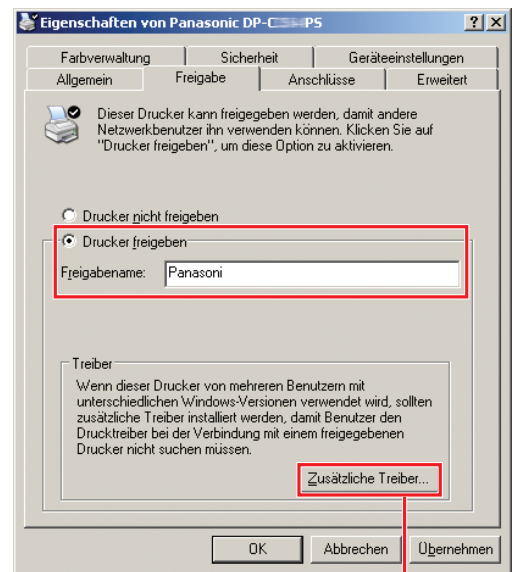 Eigenschaften von Panasonic PS
Farbverwaltung Sicherheit Geräteeinstellungen
Allgemein Freigabe Anschlüsse Erweitert
Dieser Drucker kann freigegeben werden, damit andere
Netzwerkbenutzer ihn verwenden können. Klicken Sie auf
"Drucker freigeben", um diese Option zu aktivieren.
Drucker nicht freigeben
Drucker freigeben
Freigabename: Panasoni
Treiber
Wenn dieser Drucker von mehreren Benutzern mit
unterschiedlichen Windows-Versionen verwendet wird, sollten
zusätzliche Treiber installiert werden, damit Benutzer den
Drucktreiber bei der Verbindung mit einem freigegebenen
Drucker nicht suchen müssen.
Zusätzliche Treiber...
OK Abbrechen Übernehmen